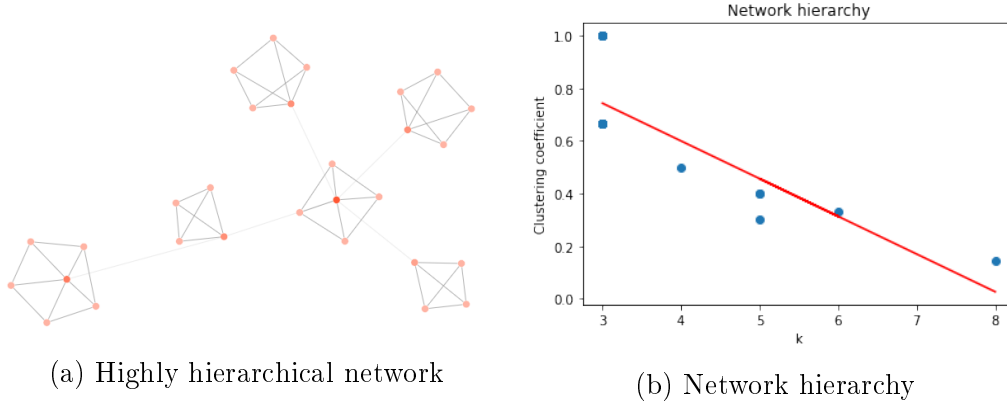 Network hierarchy
1.0
0.8
0.6
0.4
0.2
0.0
Clustering coefficient
3 4 5 6 7 8
k
(a) Highly hierarchical network
(b) Network hierarchy